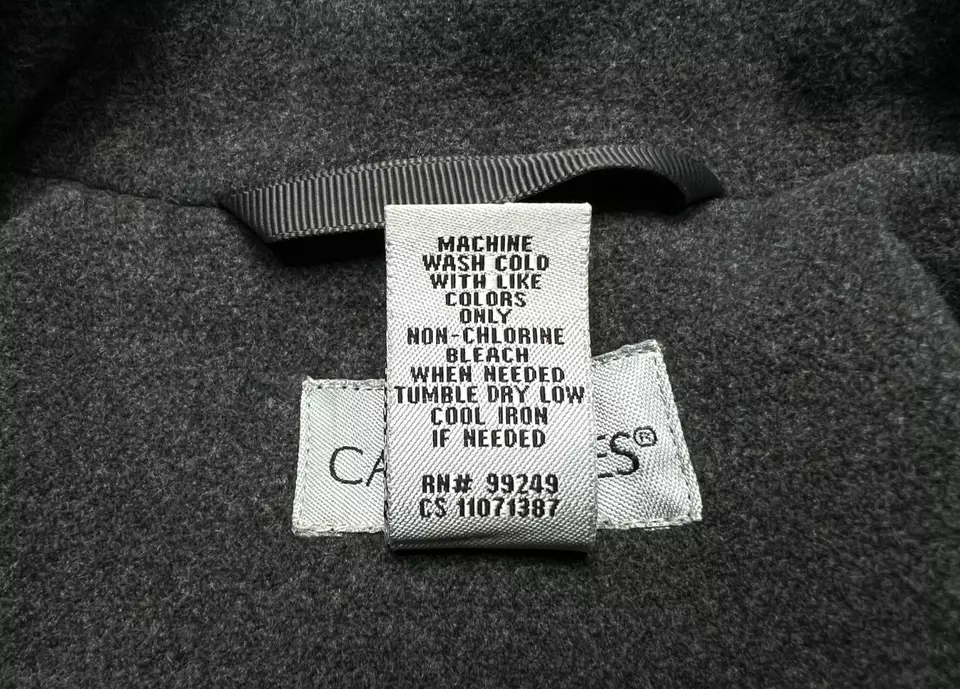 MACHINE
WASH COLD
WITH LIKE
COLORS
ONLY
NON-CHLORINE
BLEACH
WHEN NEEDED
TUMBLE DRY LOW
COOL IRON
IF NEEDED
RN# 99249
CS 11071387